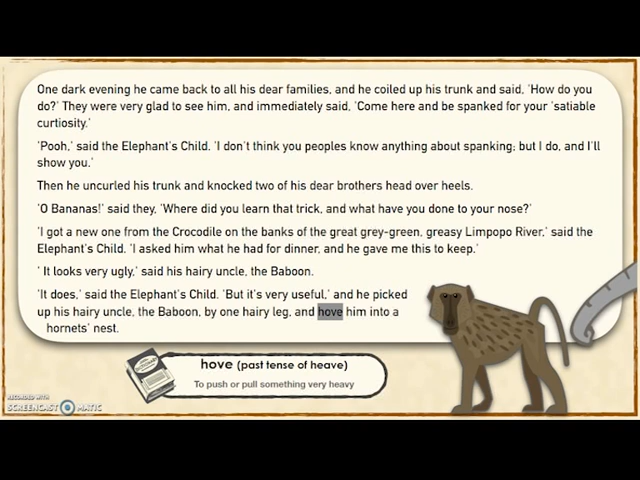 One dark evening he came back to all his dear families, and he coiled up his trunk and said, 'How do you
do?' They were very glad to see him, and immediately said, 'Come here and be spanked for your 'satiable
curtiosity.'
'Pooh,' said the Elephant's Child. 'I don't think you peoples know anything about spanking; but I do, and I'll
show you.'
Then he uncurled his trunk and knocked two of his dear brothers head over heels.
'O Bananas!' said they, 'Where did you learn that trick, and what have you done to your nose?'
'I got a new one from the Crocodile on the banks of the great grey-green, greasy Limpopo River,' said the
Elephant's Child. 'I asked him what he had for dinner, and he gave me this to keep.'
' It looks very ugly,' said his hairy uncle, the Baboon.
'It does,' said the Elephant's Child. 'But it's very useful,' and he picked
up his hairy uncle, the Baboon, by one hairy leg, and hove him into a
hornets' nest.
hove (past tense of heave)
To push or pull something very heavy
RECORDED WITH
SCREENCAST MATIC